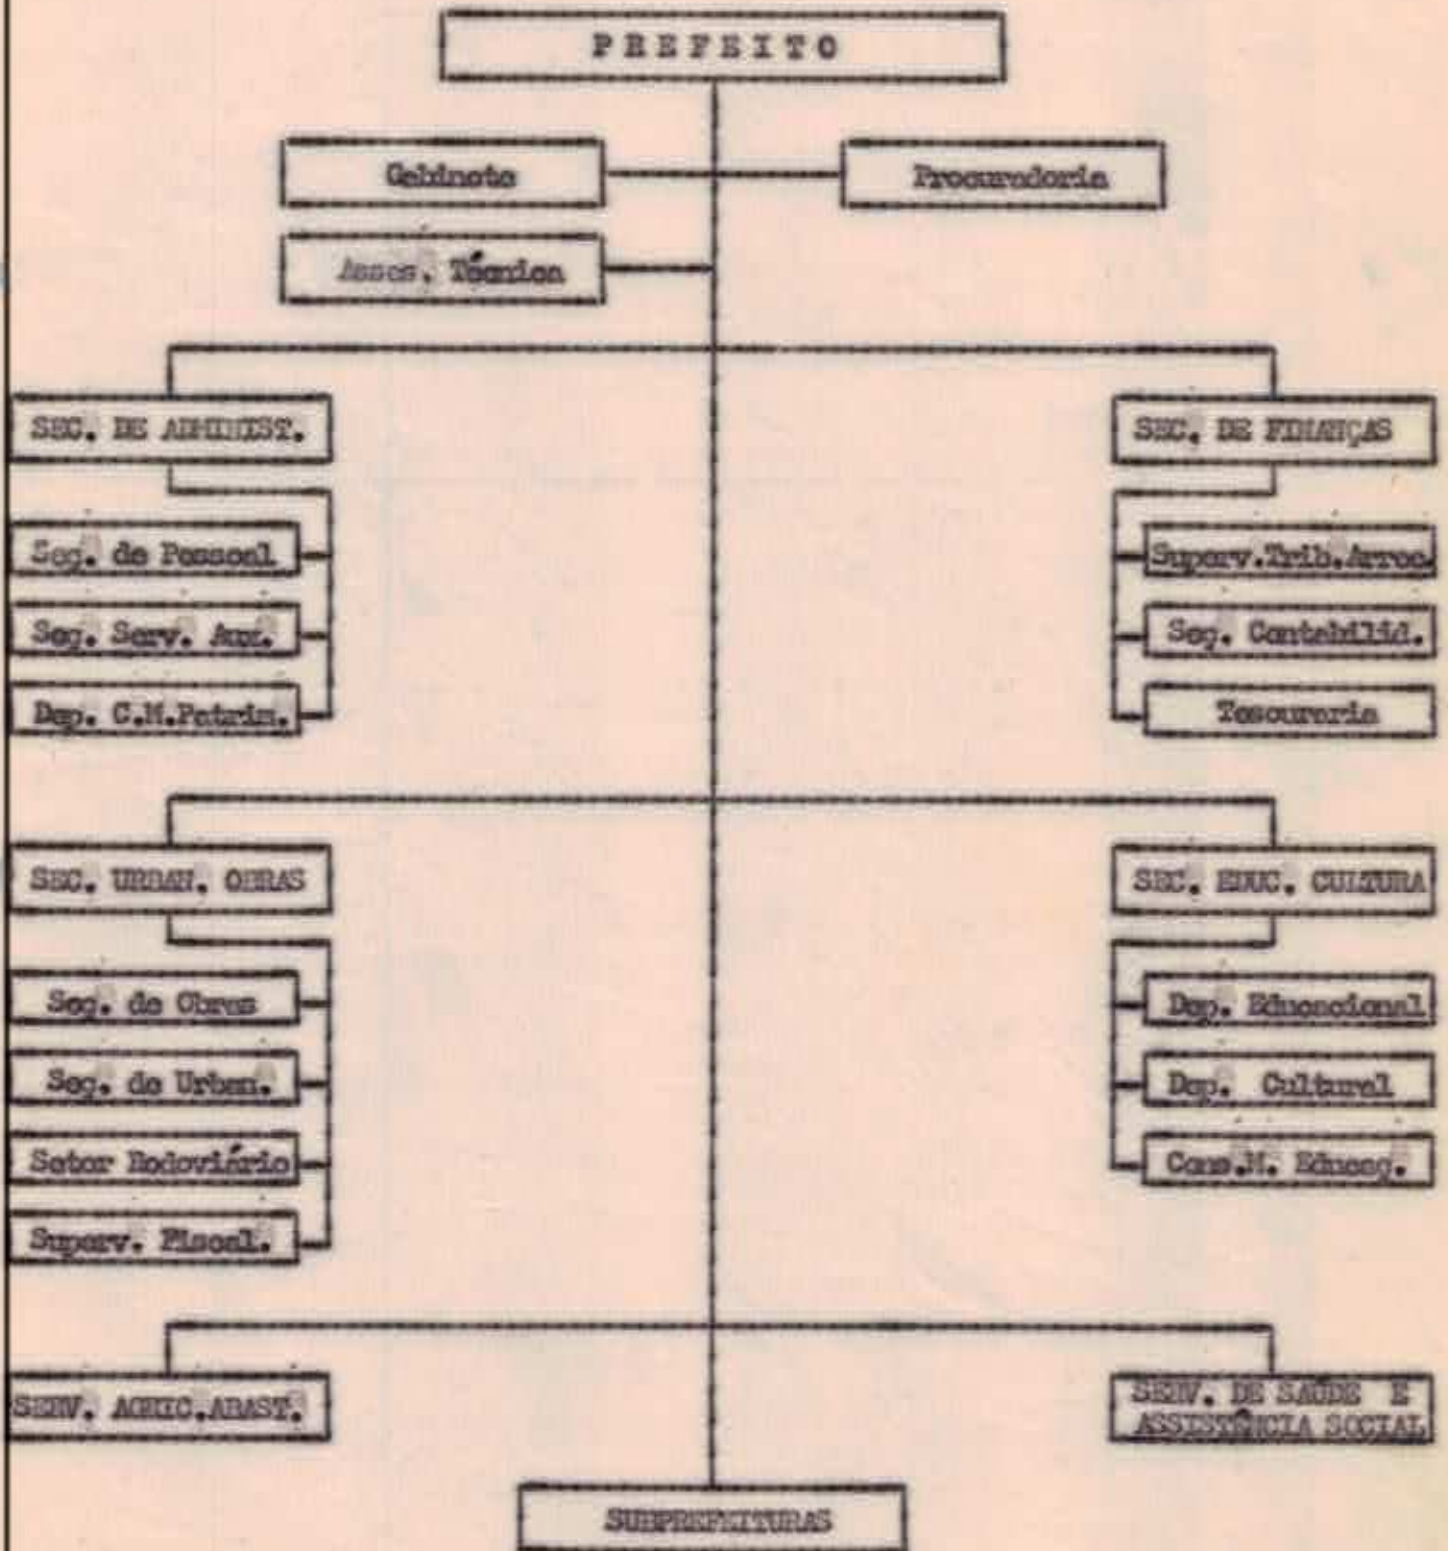 PREFEITO
Gabinete
Procuradoria
Asses. Técnica
SEC. DE ADMINIST.
SEC. DE FINANÇAS
Seç. de Pessoal
Seç. Serv. Aux.
Dep. C.M.Patrim.
Superv.Trib.Arrec.
Seç. Contabilid.
Tesouraria
SEC. URBAN. OBRAS
SEC. EDUC. CULTURA
Seç. de Obras
Seç. de Urban.
Setor Rodoviário
Superv. Fiscal.
Dep. Educacional
Dep. Cultural
Cons.M. Educaç.
SERV. AGRIC.ABAST.
SERV. DE SAÚDE E
ASSISTÊNCIA SOCIAL
SUBPREFEITURAS